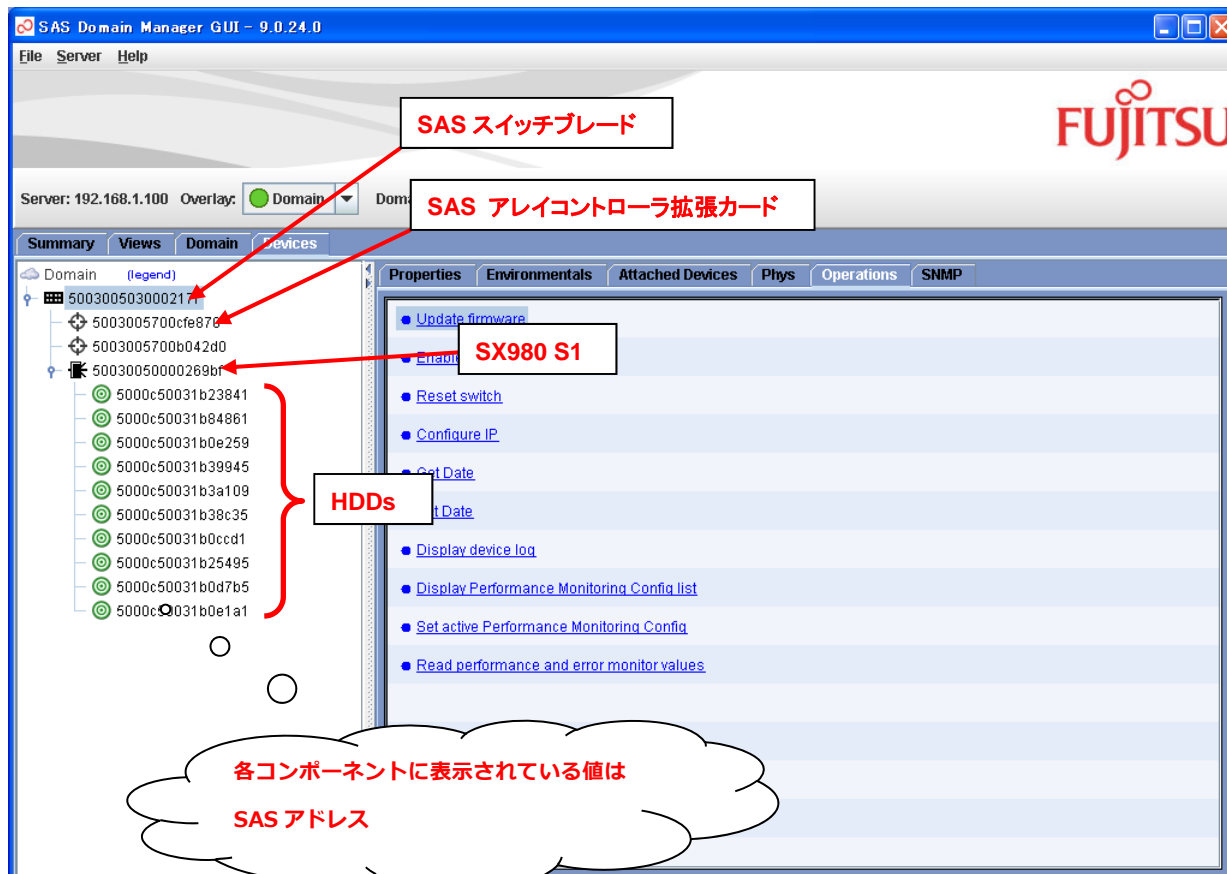 SAS Domain Manager GUI - 9.0.24.0
File Server Help
FUJITSU
SAS スイッチブレード
Server: 192.168.1.100 Overlay: Domain
SAS アレイコントローラ拡張カード
Summary Views Domain Devices
Domain (legend)
Properties Environmentals Attached Devices Phys Operations SNMP
5003005700b042d0
50030050000269bf
5000c50031b23841
5000c50031b84861
5000c50031b0e259
5000c50031b39945
5000c50031b3a109
5000c50031b38c35
5000c50031b0ccd1
5000c50031b25495
5000c50031b0d7b5
5000c50031b0e1a1
HDDs
Update firmware
SX980 S1
Enable
Reset switch
Configure IP
Get Date
Display device log
Display Performance Monitoring Config list
Set active Performance Monitoring Config
Read performance and error monitor values
各コンポーネントに表示されている値は
SAS アドレス